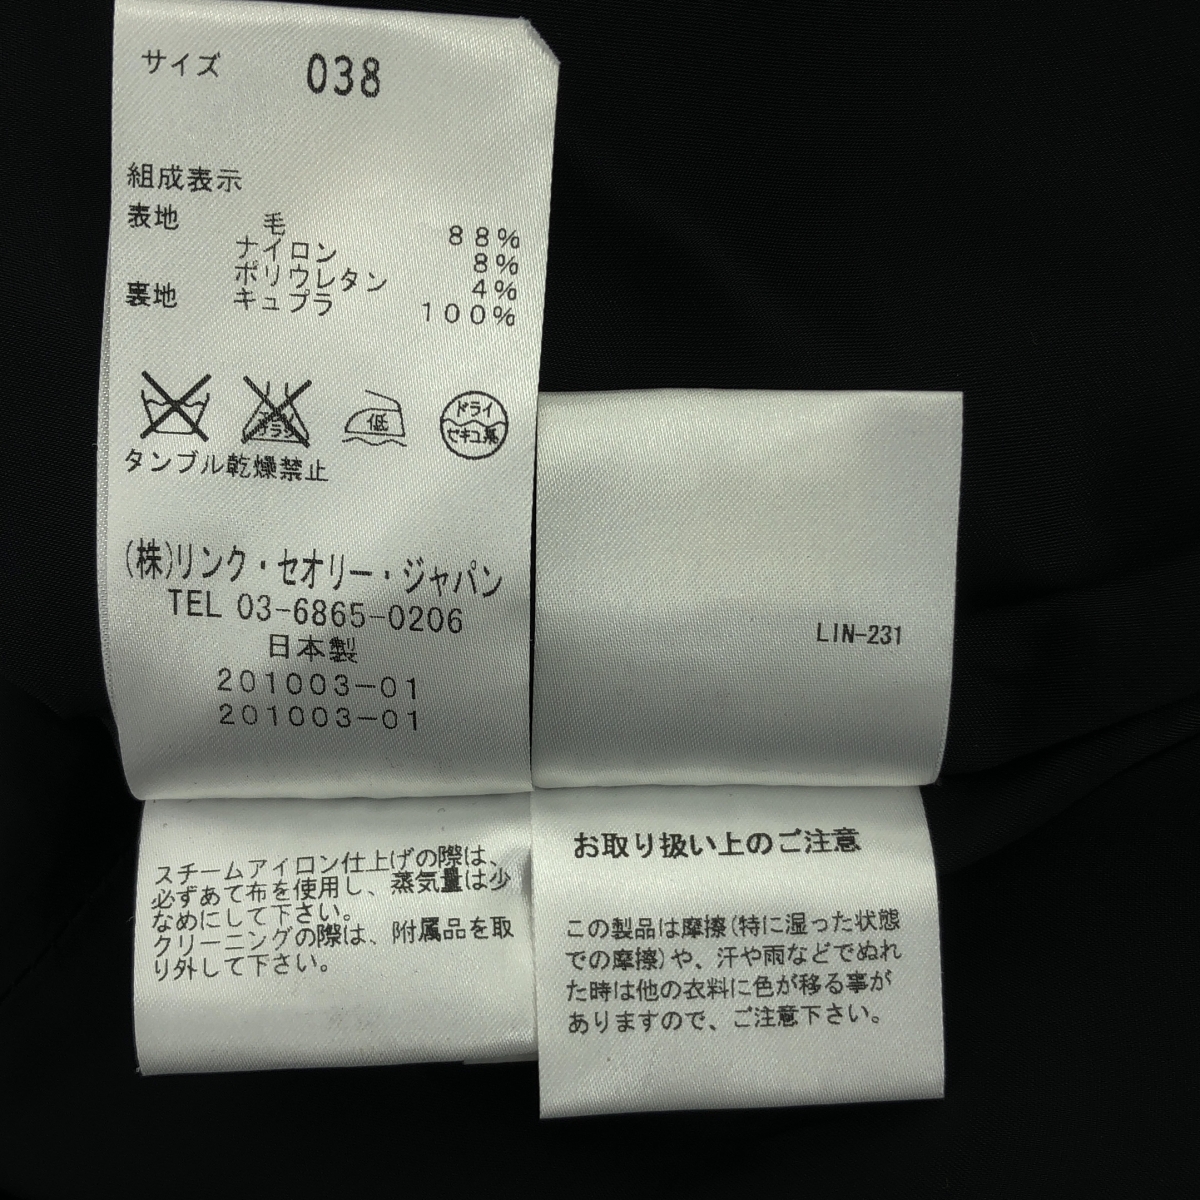 サイズ 038
組成表示
表地 毛 88%
ナイロン 8%
ポリウレタン 4%
裏地 キュプラ 100%
低
ドライ
セキユ系
タンブル乾燥禁止
(株)リンク・セオリー・ジャパン
TEL 03-6865-0206
日本製
201003-01
201003-01
LIN-231
スチームアイロン仕上げの際は、
必ずあて布を使用し、蒸気量は少
なめにして下さい。
クリーニングの際は、附属品を取
り外して下さい。
お取り扱い上のご注意
この製品は摩擦(特に湿った状態
での摩擦)や、汗や雨などでぬれ
た時は他の衣料に色が移る事が
ありますので、ご注意下さい。